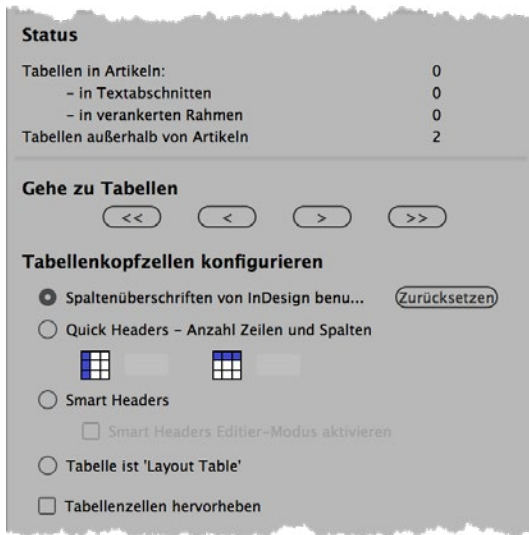 Status
Tabellen in Artikeln: 0
– in Textabschnitten 0
– in verankerten Rahmen 0
Tabellen außerhalb von Artikeln 2
Gehe zu Tabellen
<< < > >>
Tabellenkopfzellen konfigurieren
Spaltenüberschriften von InDesign benu... Zurücksetzen
Quick Headers – Anzahl Zeilen und Spalten
Smart Headers
Smart Headers Editier–Modus aktivieren
Tabelle ist 'Layout Table'
Tabellenzellen hervorheben